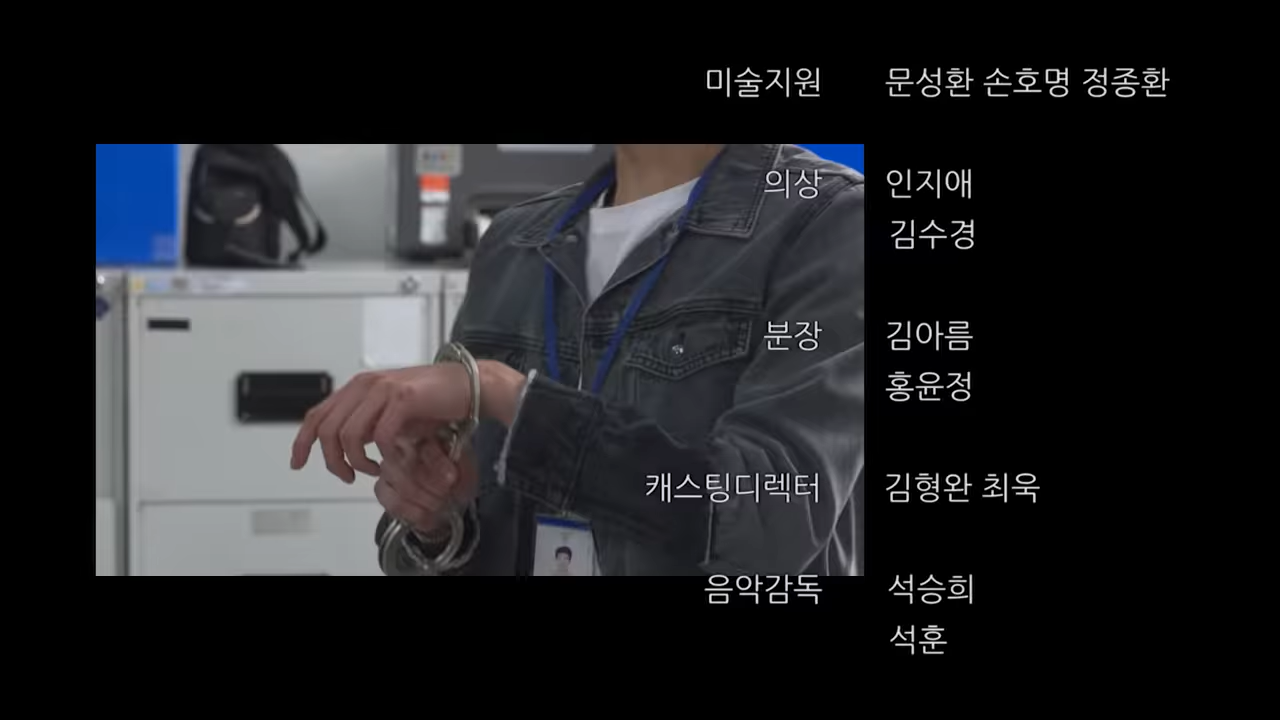 미술지원 문성환 손호명 정종환
의상 인지애
김수경
분장 김아름
홍윤정
캐스팅디렉터 김형완 최욱
음악감독 석승희
석훈